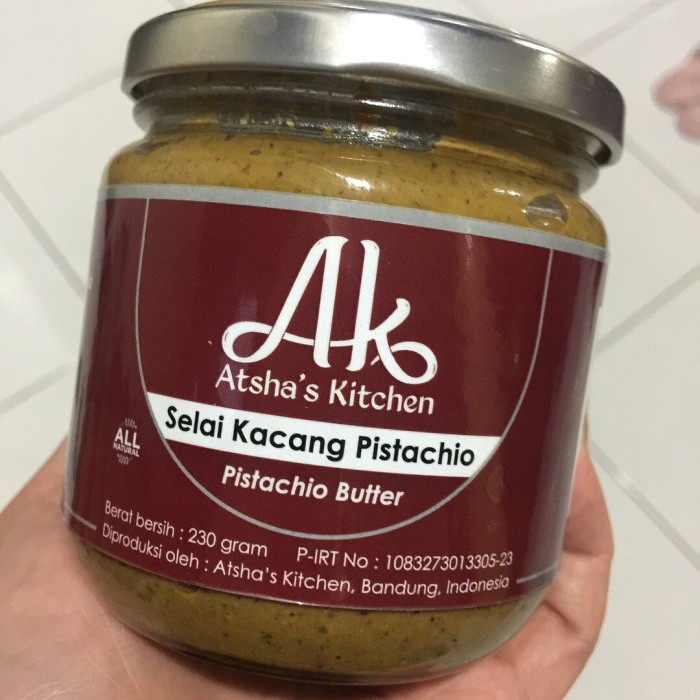 Ak
Atsha's Kitchen
Selai Kacang Pistachio
Pistachio Butter
ALL
NATURAL
Berat bersih : 230 gram P-IRT No : 1083273013305-23
Diproduksi oleh : Atsha's Kitchen, Bandung, Indonesia